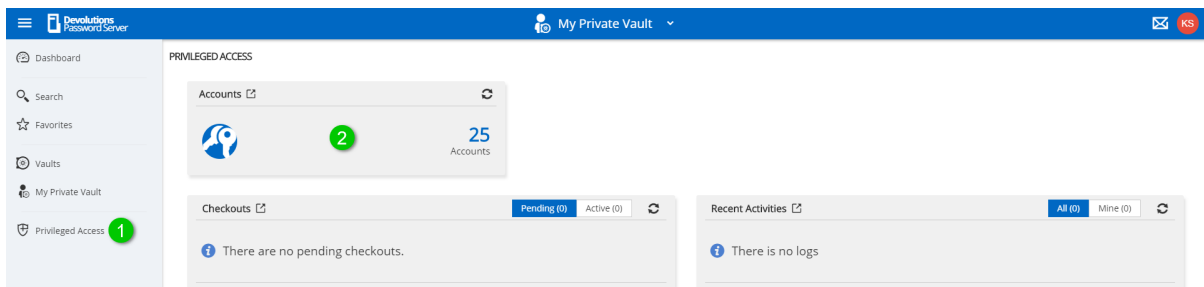 Devolutions
Password Server
My Private Vault
KS
Dashboard
Search
Favorites
Vaults
My Private Vault
Privileged Access
1
PRIVILEGED ACCESS
Accounts
2
25
Accounts
Checkouts
Pending (0)
Active (0)
There are no pending checkouts.
Recent Activities
All (0)
Mine (0)
There is no logs